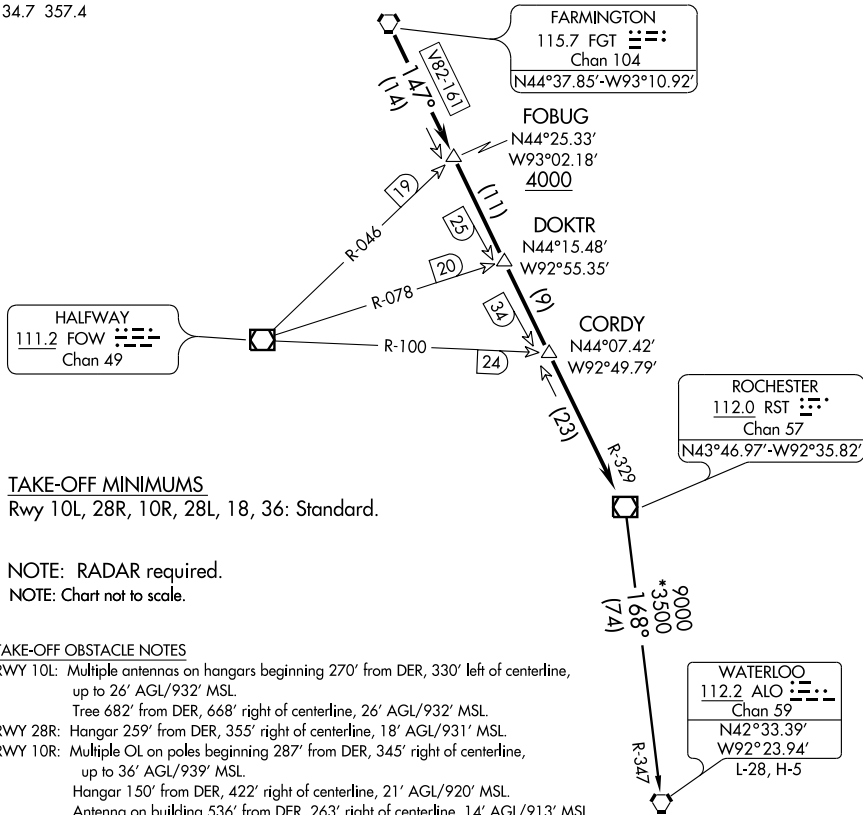 34.7 357.4
FARMINGTON
115.7 FGT
Chan 104
N44°37.85’-W93°10.92’
V82-161
147°
(14)
FOBUG
N44°25.33’
W93°02.18’
4000
19
R-046
(11)
25
DOKTR
N44°15.48’
W92°55.35’
20
R-078
(9)
34
HALFWAY
111.2 FOW
Chan 49
R-100
24
CORDY
N44°07.42’
W92°49.79’
(23)
ROCHESTER
112.0 RST
Chan 57
N43°46.97’-W92°35.82’
R-329
TAKE-OFF MINIMUMS
Rwy 10L, 28R, 10R, 28L, 18, 36: Standard.
NOTE: RADAR required.
NOTE: Chart not to scale.
9000
*3500
168°
(74)
TAKE-OFF OBSTACLE NOTES
RWY 10L: Multiple antennas on hangars beginning 270’ from DER, 330’ left of centerline,
up to 26’ AGL/932’ MSL.
Tree 682’ from DER, 668’ right of centerline, 26’ AGL/932’ MSL.
RWY 28R: Hangar 259’ from DER, 355’ right of centerline, 18’ AGL/931’ MSL.
RWY 10R: Multiple OL on poles beginning 287’ from DER, 345’ right of centerline,
up to 36’ AGL/939’ MSL.
Hangar 150’ from DER, 422’ right of centerline, 21’ AGL/920’ MSL.
Antenna on building 536’ from DER, 263’ right of centerline, 14’ AGL/913’ MSL.
WATERLOO
112.2 ALO
Chan 59
N42°33.39’
W92°23.94’
L-28, H-5
R-347